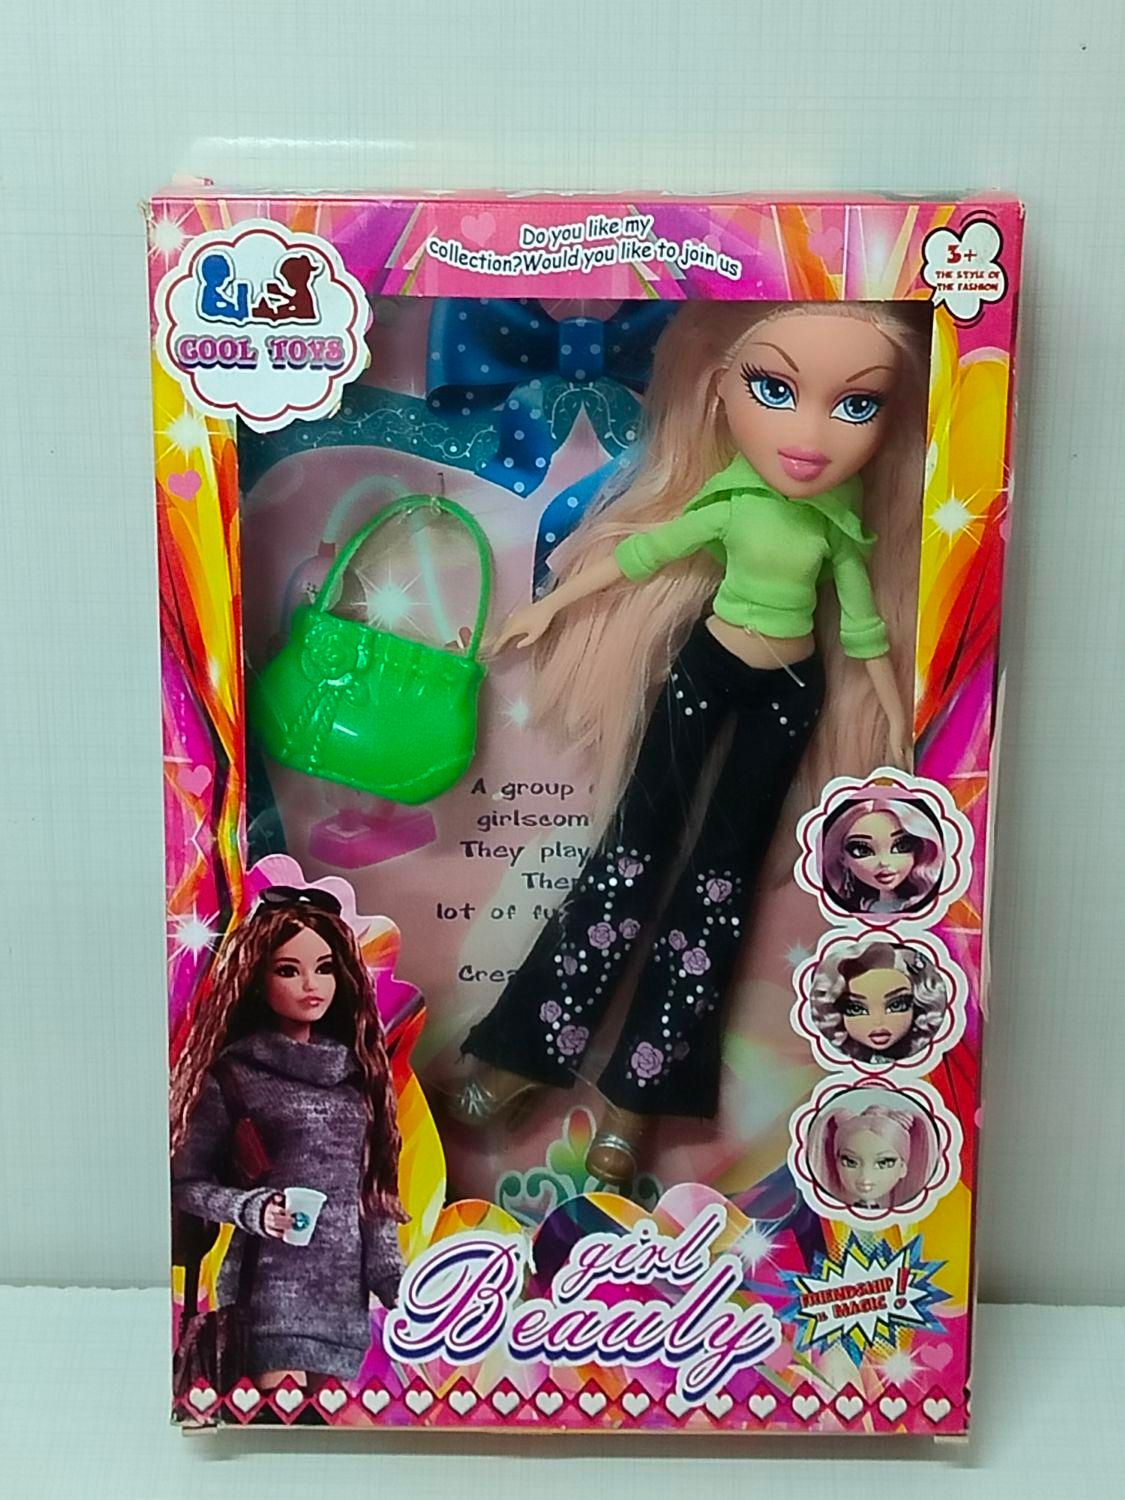 Do you like my
collection?Would you like to join us
3+
THE STYLE OF
THE FASHION
COOL TOYS
A group
girlscom
They play
Ther
lot of fu
Crea
girl
Beauly
FRIENDSHIP
IS MAGIC !